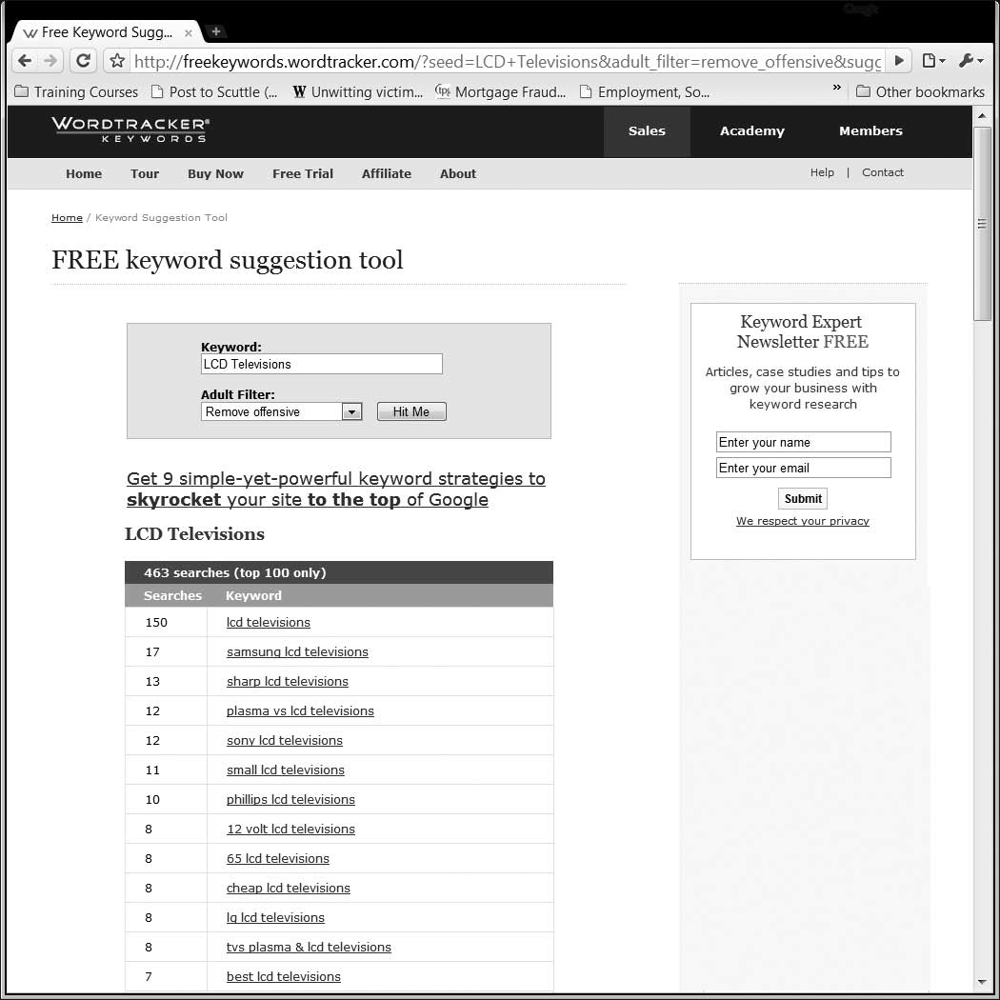 Free Keyword Sugg...
http://freekeywords.wordtracker.com/?seed=LCD+Televisions&adult_filter=remove_offensive&sugg
Training Courses Post to Scuttle (... W Unwitting victim... tps Mortgage Fraud... Employment, So... » Other bookmarks
WORDTRACKER®
KEYWORDS
Sales Academy Members
Home Tour Buy Now Free Trial Affiliate About Help | Contact
Home / Keyword Suggestion Tool
FREE keyword suggestion tool
Keyword:
LCD Televisions
Adult Filter:
Remove offensive Hit Me
Get 9 simple-yet-powerful keyword strategies to
skyrocket your site to the top of Google
LCD Televisions
463 searches (top 100 only)
Searches Keyword
150 lcd televisions
17 samsung lcd televisions
13 sharp lcd televisions
12 plasma vs lcd televisions
12 sony lcd televisions
11 small lcd televisions
10 phillips lcd televisions
8 12 volt lcd televisions
8 65 lcd televisions
8 cheap lcd televisions
8 lg lcd televisions
8 tvs plasma & lcd televisions
7 best lcd televisions
Keyword Expert
Newsletter FREE
Articles, case studies and tips to
grow your business with
keyword research
Enter your name
Enter your email
Submit
We respect your privacy